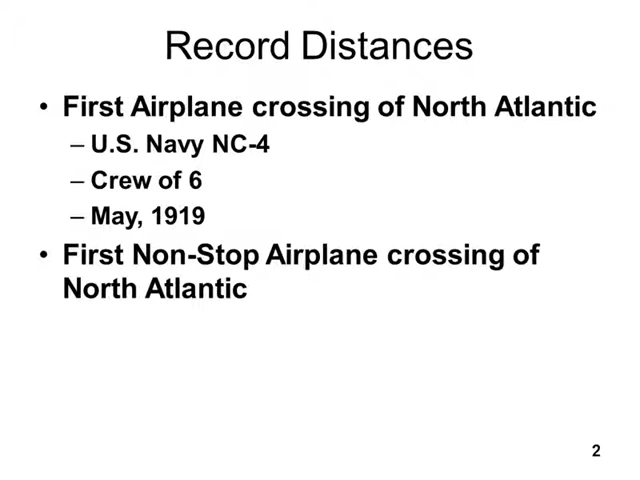 Record Distances
• First Airplane crossing of North Atlantic
– U.S. Navy NC-4
– Crew of 6
– May, 1919
• First Non-Stop Airplane crossing of
North Atlantic
2